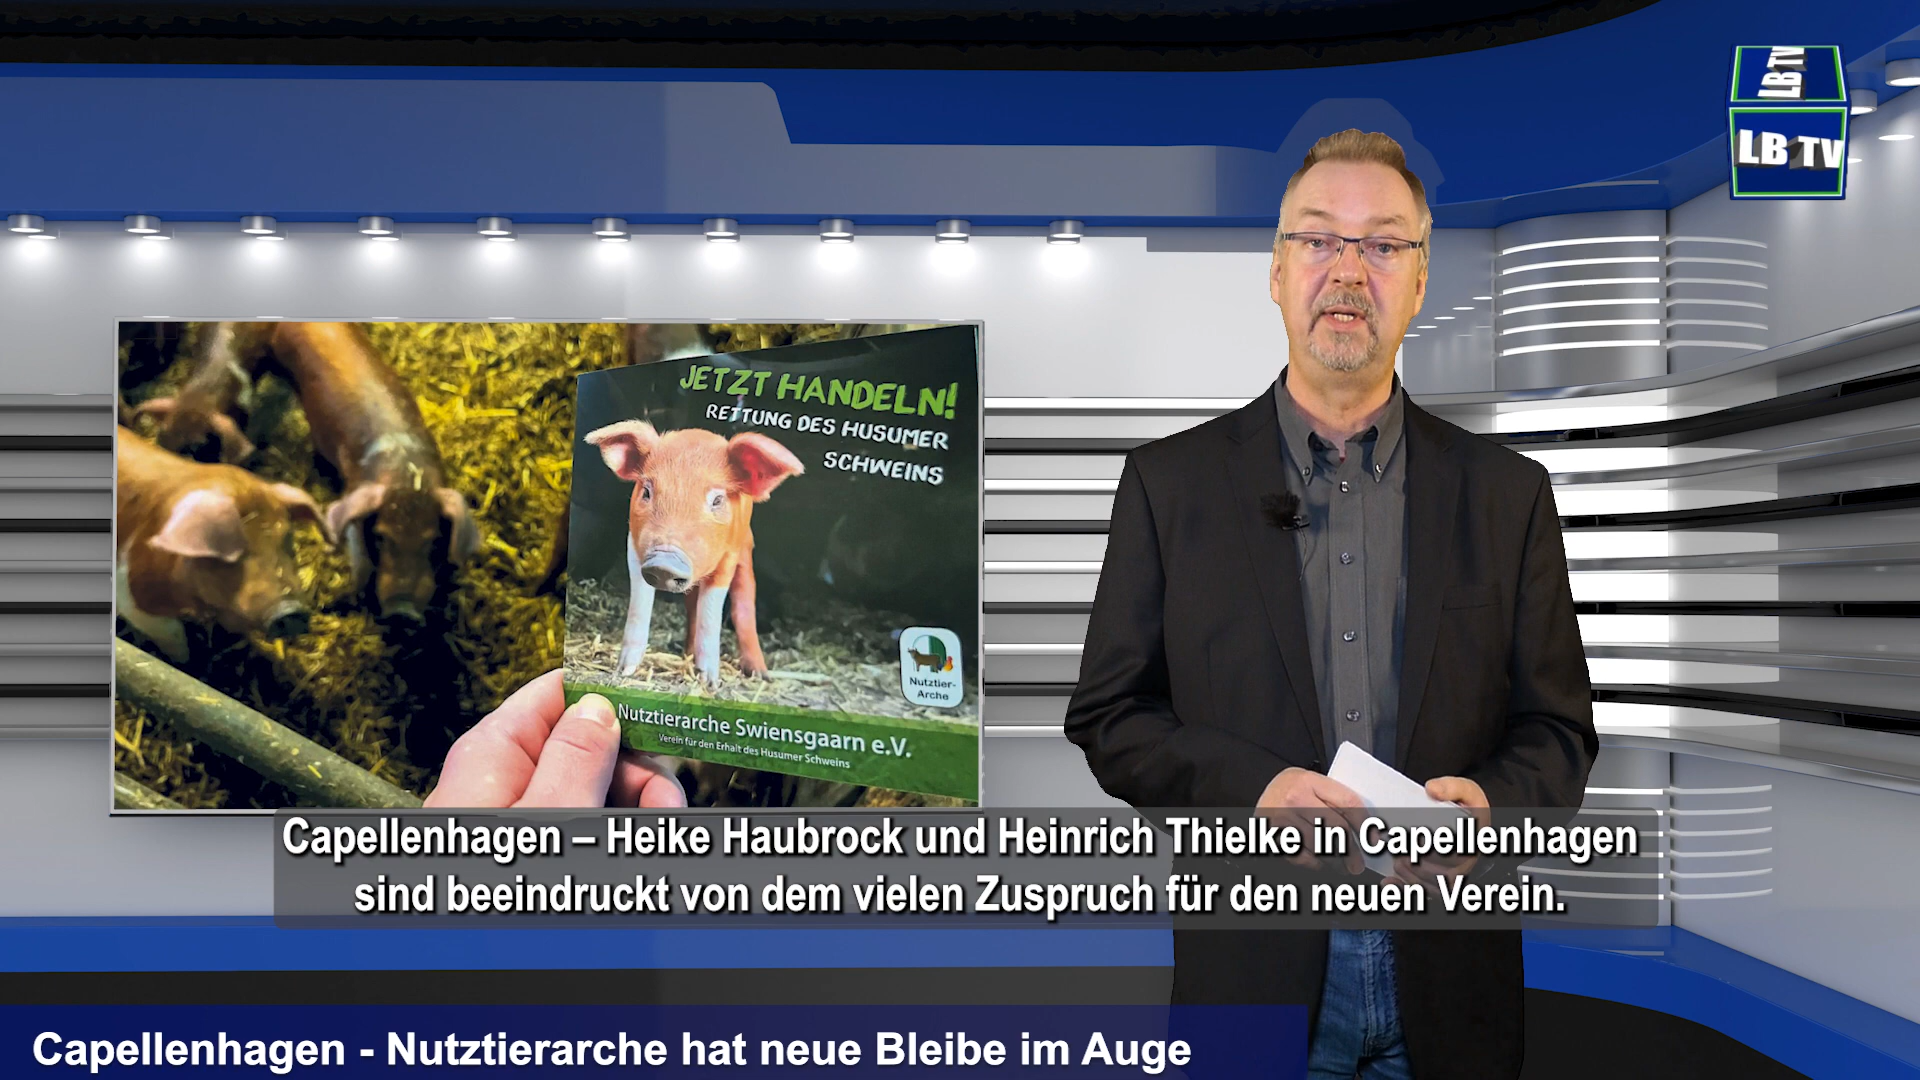 LB TV
LB TV
JETZT HANDELN!
RETTUNG DES HUSUMER
SCHWEINS
Nutztier-
Arche
Nutztierarche Swiensgaarn e.V.
Verein für den Erhalt des Husumer Schweins
Capellenhagen – Heike Haubrock und Heinrich Thielke in Capellenhagen
sind beeindruckt von dem vielen Zuspruch für den neuen Verein.
Capellenhagen - Nutztierarche hat neue Bleibe im Auge